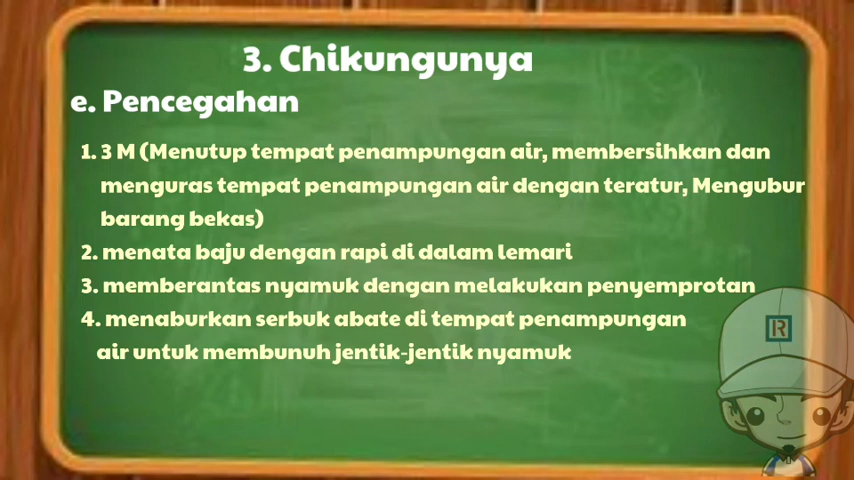 3. Chikungunya
e. Pencegahan
1. 3 M (Menutup tempat penampungan air, membersihkan dan
menguras tempat penampungan air dengan teratur, Mengubur
barang bekas)
2. menata baju dengan rapi di dalam lemari
3. memberantas nyamuk dengan melakukan penyemprotan
4. menaburkan serbuk abate di tempat penampungan
air untuk membunuh jentik-jentik nyamuk